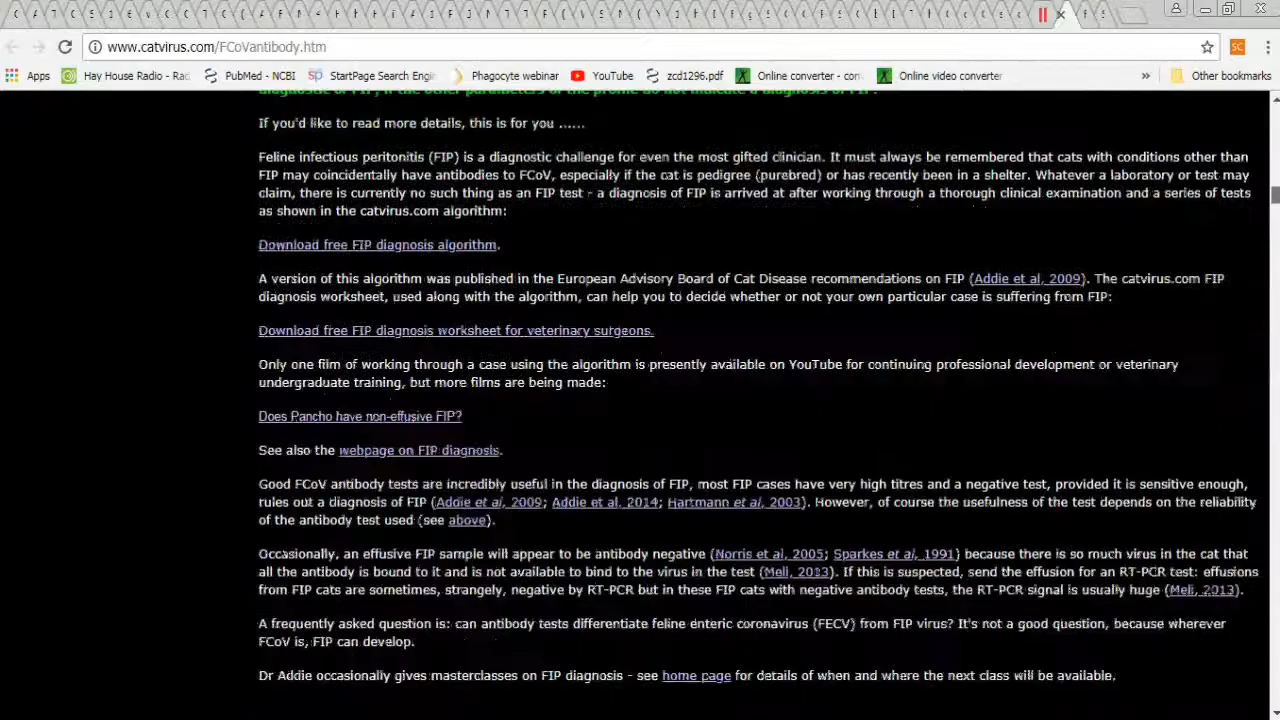 www.catvirus.com/FCoVantibody.htm
Apps Hay House Radio - Rac PubMed - NCBI StartPage Search Engin Phagocyte webinar YouTube zcd1296.pdf Online converter - con Online video converter » Other bookmarks
diagnostic of FIP, if the other parameters of the profile do not indicate a diagnosis of FIP.
If you'd like to read more details, this is for you ......
Feline infectious peritonitis (FIP) is a diagnostic challenge for even the most gifted clinician. It must always be remembered that cats with conditions other than
FIP may coincidentally have antibodies to FCoV, especially if the cat is pedigree (purebred) or has recently been in a shelter. Whatever a laboratory or test may
claim, there is currently no such thing as an FIP test - a diagnosis of FIP is arrived at after working through a thorough clinical examination and a series of tests
as shown in the catvirus.com algorithm:
Download free FIP diagnosis algorithm.
A version of this algorithm was published in the European Advisory Board of Cat Disease recommendations on FIP (Addie et al, 2009). The catvirus.com FIP
diagnosis worksheet, used along with the algorithm, can help you to decide whether or not your own particular case is suffering from FIP:
Download free FIP diagnosis worksheet for veterinary surgeons.
Only one film of working through a case using the algorithm is presently available on YouTube for continuing professional development or veterinary
undergraduate training, but more films are being made:
Does Pancho have non-effusive FIP?
See also the webpage on FIP diagnosis.
Good FCoV antibody tests are incredibly useful in the diagnosis of FIP, most FIP cases have very high titres and a negative test, provided it is sensitive enough,
rules out a diagnosis of FIP (Addie et al, 2009; Addie et al, 2014; Hartmann et al, 2003). However, of course the usefulness of the test depends on the reliability
of the antibody test used (see above).
Occasionally, an effusive FIP sample will appear to be antibody negative (Norris et al, 2005; Sparkes et al, 1991) because there is so much virus in the cat that
all the antibody is bound to it and is not available to bind to the virus in the test (Meli, 2013). If this is suspected, send the effusion for an RT-PCR test: effusions
from FIP cats are sometimes, strangely, negative by RT-PCR but in these FIP cats with negative antibody tests, the RT-PCR signal is usually huge (Meli, 2013).
A frequently asked question is: can antibody tests differentiate feline enteric coronavirus (FECV) from FIP virus? It's not a good question, because wherever
FCoV is, FIP can develop.
Dr Addie occasionally gives masterclasses on FIP diagnosis - see home page for details of when and where the next class will be available.